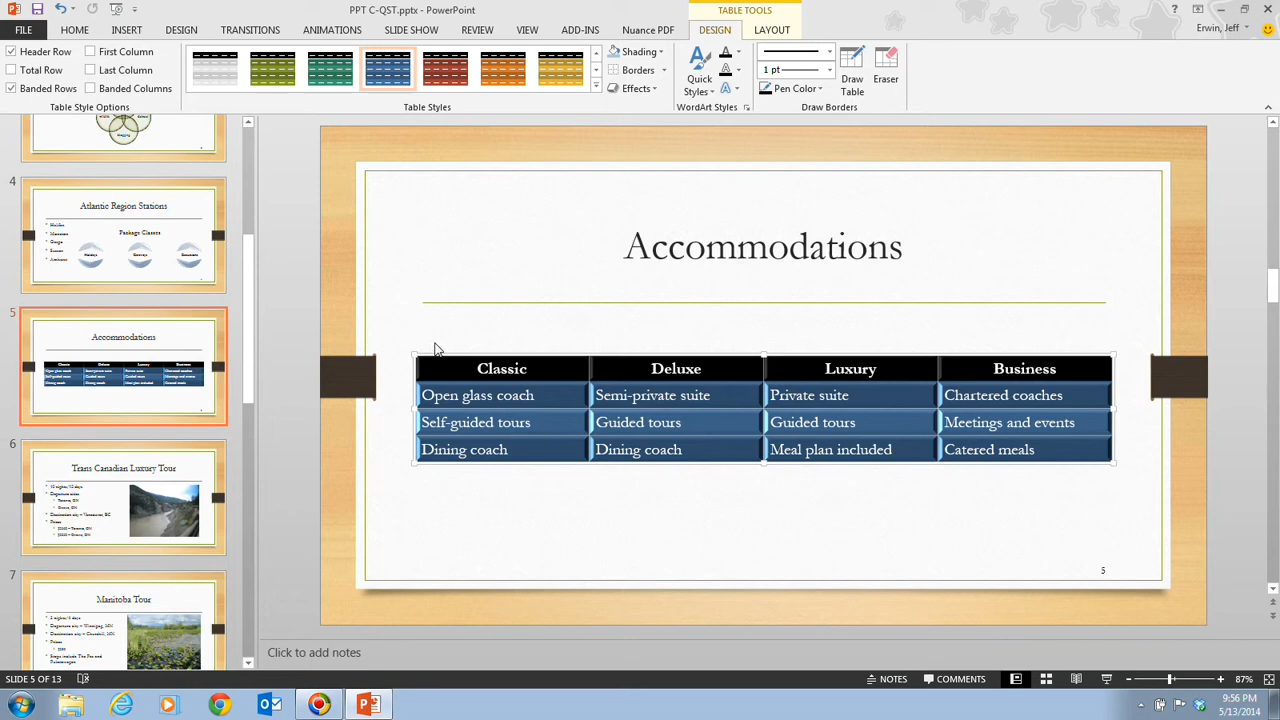 PPT C-QST.pptx - PowerPoint
TABLE TOOLS
FILE HOME INSERT DESIGN TRANSITIONS ANIMATIONS SLIDE SHOW REVIEW VIEW ADD-INS Nuance PDF DESIGN LAYOUT
Erwin, Jeff
Header Row First Column
Total Row Last Column
Banded Rows Banded Columns
Shading
Borders
Effects
Quick Styles
1 pt
Pen Color
Draw Table
Eraser
Table Style Options
Table Styles
WordArt Styles
Draw Borders
4
Atlantic Region Stations
Package Classes
5
Accommodations
Classic Deluxe Luxury Business
6
Trans Canadian Luxury Tour
7
Manitoba Tour
Accommodations
Classic Deluxe Luxury Business
Open glass coach Semi-private suite Private suite Chartered coaches
Self-guided tours Guided tours Guided tours Meetings and events
Dining coach Dining coach Meal plan included Catered meals
5
Click to add notes
SLIDE 5 OF 13
NOTES
COMMENTS
87%
9:56 PM
5/13/2014